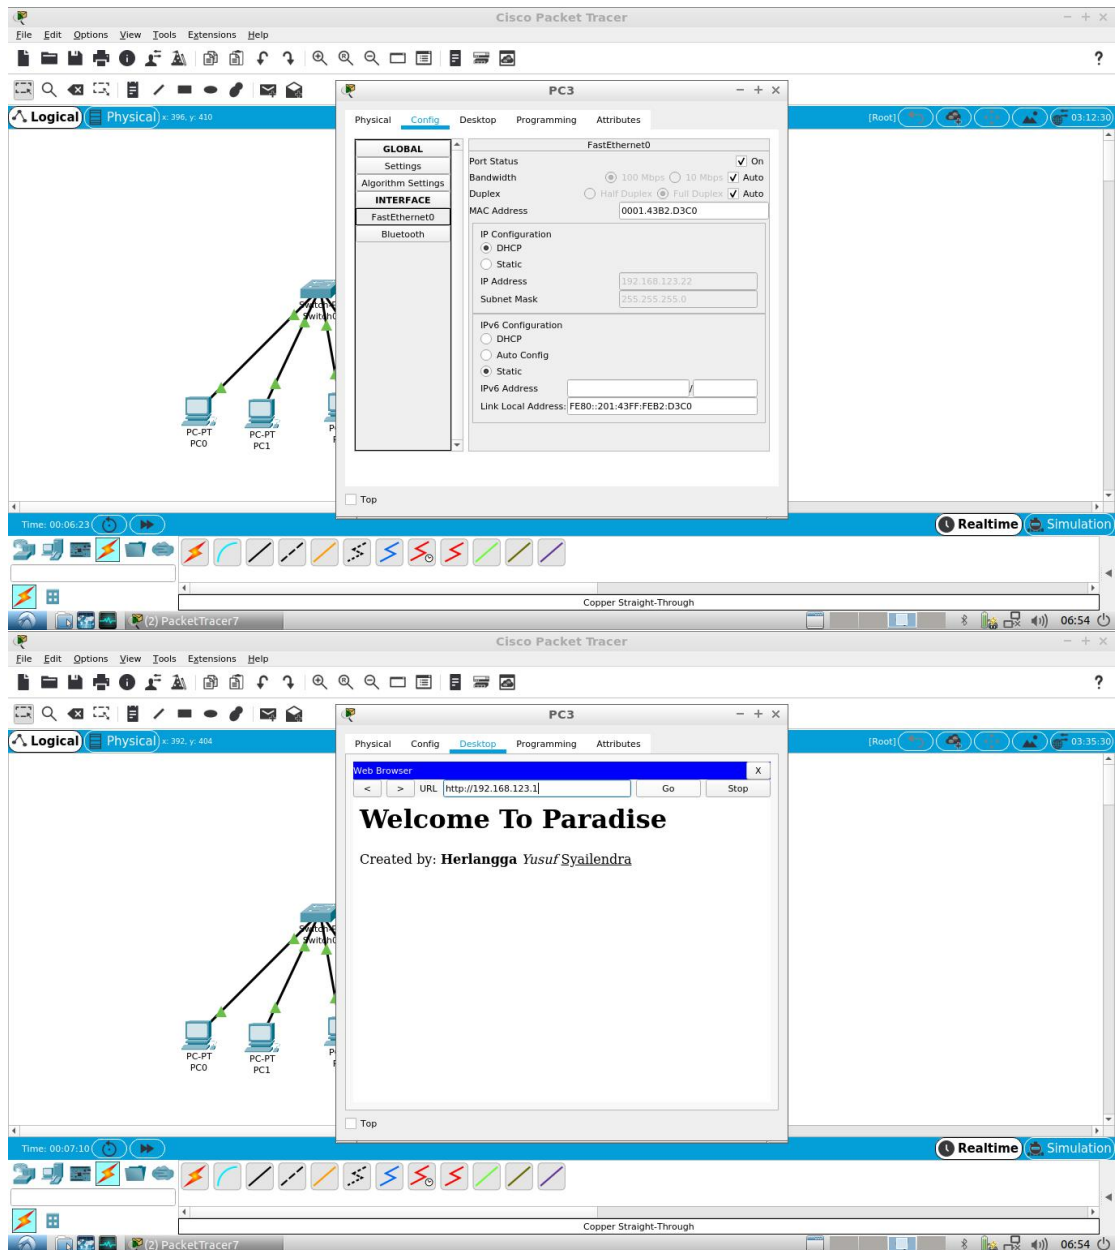 Cisco Packet Tracer
File Edit Options View Tools Extensions Help
?
PC3
Logical Physical x: 396, y: 410
[Root] 03:12:30
Physical Config Desktop Programming Attributes
GLOBAL
Settings
Algorithm Settings
INTERFACE
FastEthernet0
Bluetooth
FastEthernet0
Port Status On
Bandwidth 100 Mbps 10 Mbps Auto
Duplex Half Duplex Full Duplex Auto
MAC Address 0001.43B2.D3C0
IP Configuration
DHCP
Static
IP Address 192.168.123.22
Subnet Mask 255.255.255.0
IPv6 Configuration
DHCP
Auto Config
Static
IPv6 Address /
Link Local Address: FE80::201:43FF:FEB2:D3C0
Top
PC-PT
PC0
PC-PT
PC1
Time: 00:06:23
Realtime Simulation
Copper Straight-Through
(2) PacketTracer7
06:54
Cisco Packet Tracer
File Edit Options View Tools Extensions Help
?
PC3
Logical Physical x: 392, y: 404
[Root] 03:35:30
Physical Config Desktop Programming Attributes
Web Browser X
< > URL http://192.168.123.1 Go Stop
Welcome To Paradise
Created by: Herlangga Yusuf Syailendra
Top
PC-PT
PC0
PC-PT
PC1
Time: 00:07:10
Realtime Simulation
Copper Straight-Through
(2) PacketTracer7
06:54